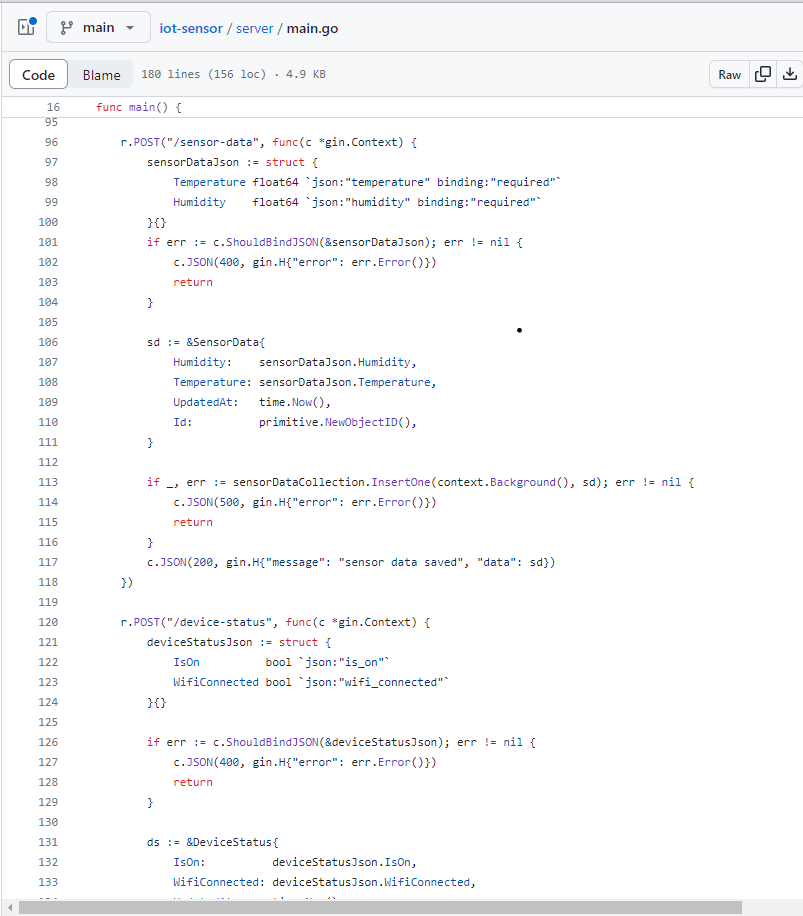 main
iot-sensor / server / main.go
Code Blame 180 lines (156 loc) · 4.9 KB Raw
16 func main() {
95
96 r.POST("/sensor-data", func(c *gin.Context) {
97 sensorDataJson := struct {
98 Temperature float64 `json:"temperature" binding:"required"`
99 Humidity    float64 `json:"humidity" binding:"required"`
100 }{}
101 if err := c.ShouldBindJSON(&sensorDataJson); err != nil {
102 c.JSON(400, gin.H{"error": err.Error()})
103 return
104 }
105
106 sd := &SensorData{
107 Humidity:    sensorDataJson.Humidity,
108 Temperature: sensorDataJson.Temperature,
109 UpdatedAt:   time.Now(),
110 Id:          primitive.NewObjectID(),
111 }
112
113 if _, err := sensorDataCollection.InsertOne(context.Background(), sd); err != nil {
114 c.JSON(500, gin.H{"error": err.Error()})
115 return
116 }
117 c.JSON(200, gin.H{"message": "sensor data saved", "data": sd})
118 })
119
120 r.POST("/device-status", func(c *gin.Context) {
121 deviceStatusJson := struct {
122 IsOn          bool `json:"is_on"`
123 WifiConnected bool `json:"wifi_connected"`
124 }{}
125
126 if err := c.ShouldBindJSON(&deviceStatusJson); err != nil {
127 c.JSON(400, gin.H{"error": err.Error()})
128 return
129 }
130
131 ds := &DeviceStatus{
132 IsOn:          deviceStatusJson.IsOn,
133 WifiConnected: deviceStatusJson.WifiConnected,